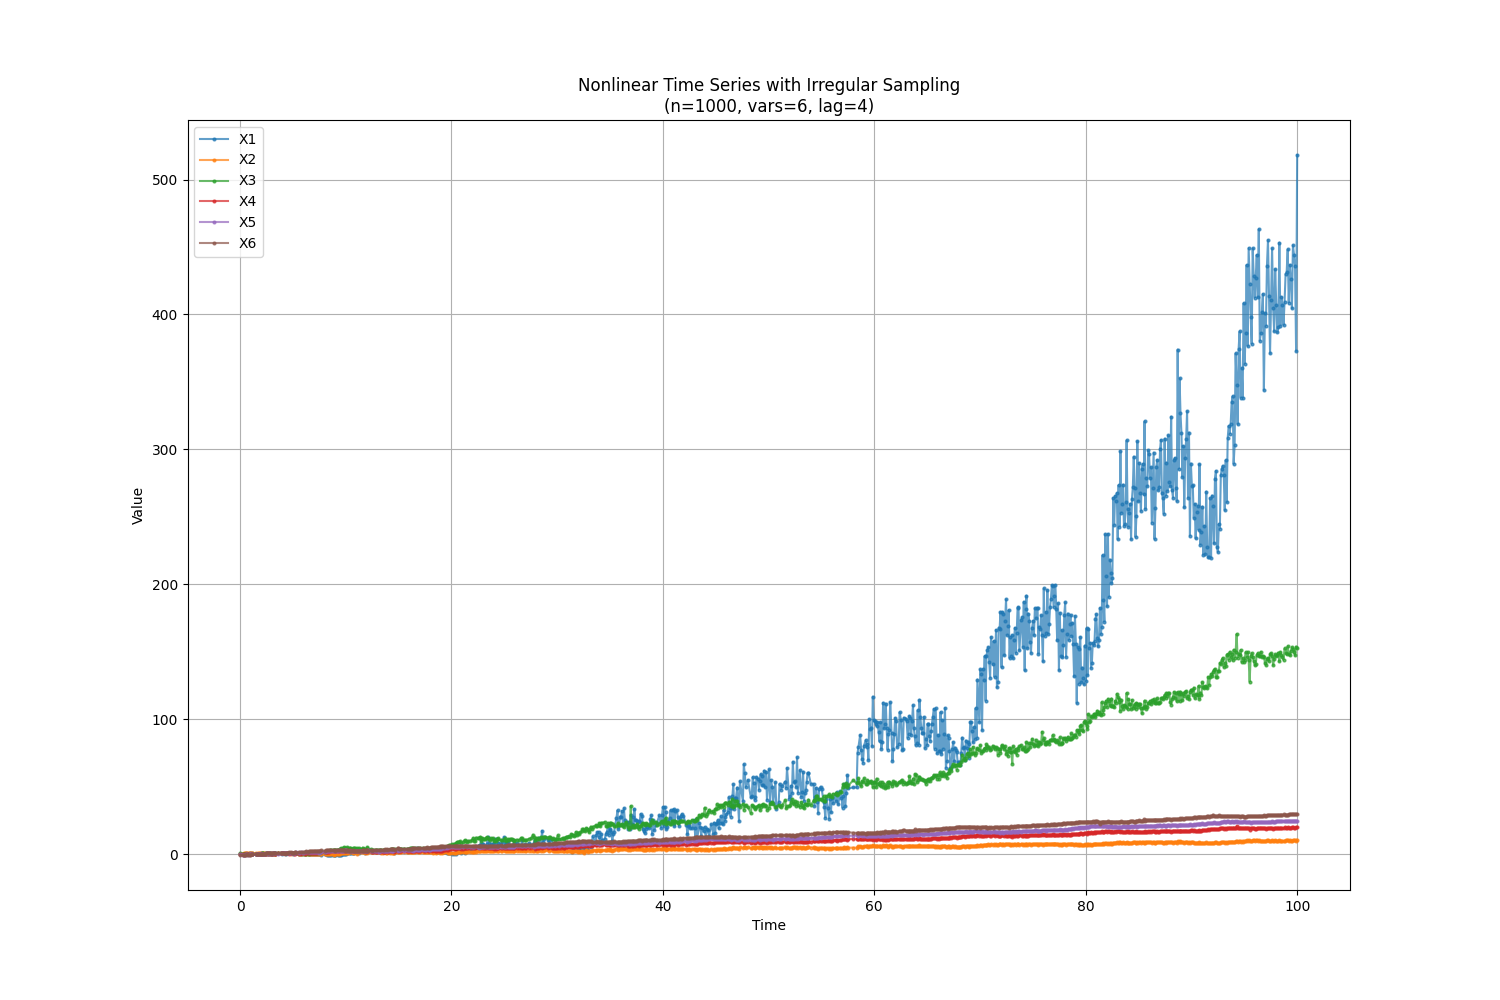 Nonlinear Time Series with Irregular Sampling
(n=1000, vars=6, lag=4)
X1
X2
X3
X4
X5
X6
500
400
300
200
100
0
Value
0 20 40 60 80 100
Time